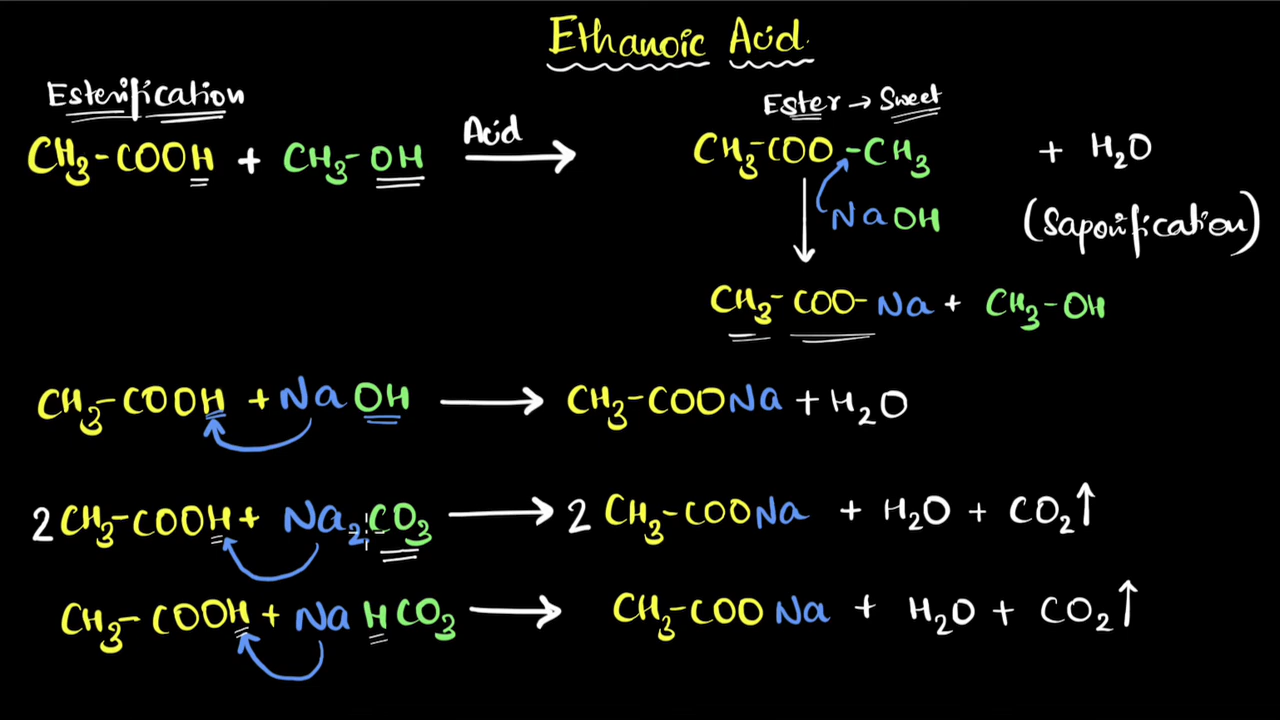 Ethanoic Acid.
Esterification
Ester → Sweet
CH₃-COOH + CH₃-OH Acid → CH₃-COO-CH₃ + H₂O
NaOH (Saponification)
CH₃-COO-Na + CH₃-OH
CH₃-COOH + NaOH → CH₃-COONa + H₂O
2CH₃-COOH + Na₂CO₃ → 2CH₃-COONa + H₂O + CO₂↑
CH₃-COOH + NaHCO₃ → CH₃-COONa + H₂O + CO₂↑